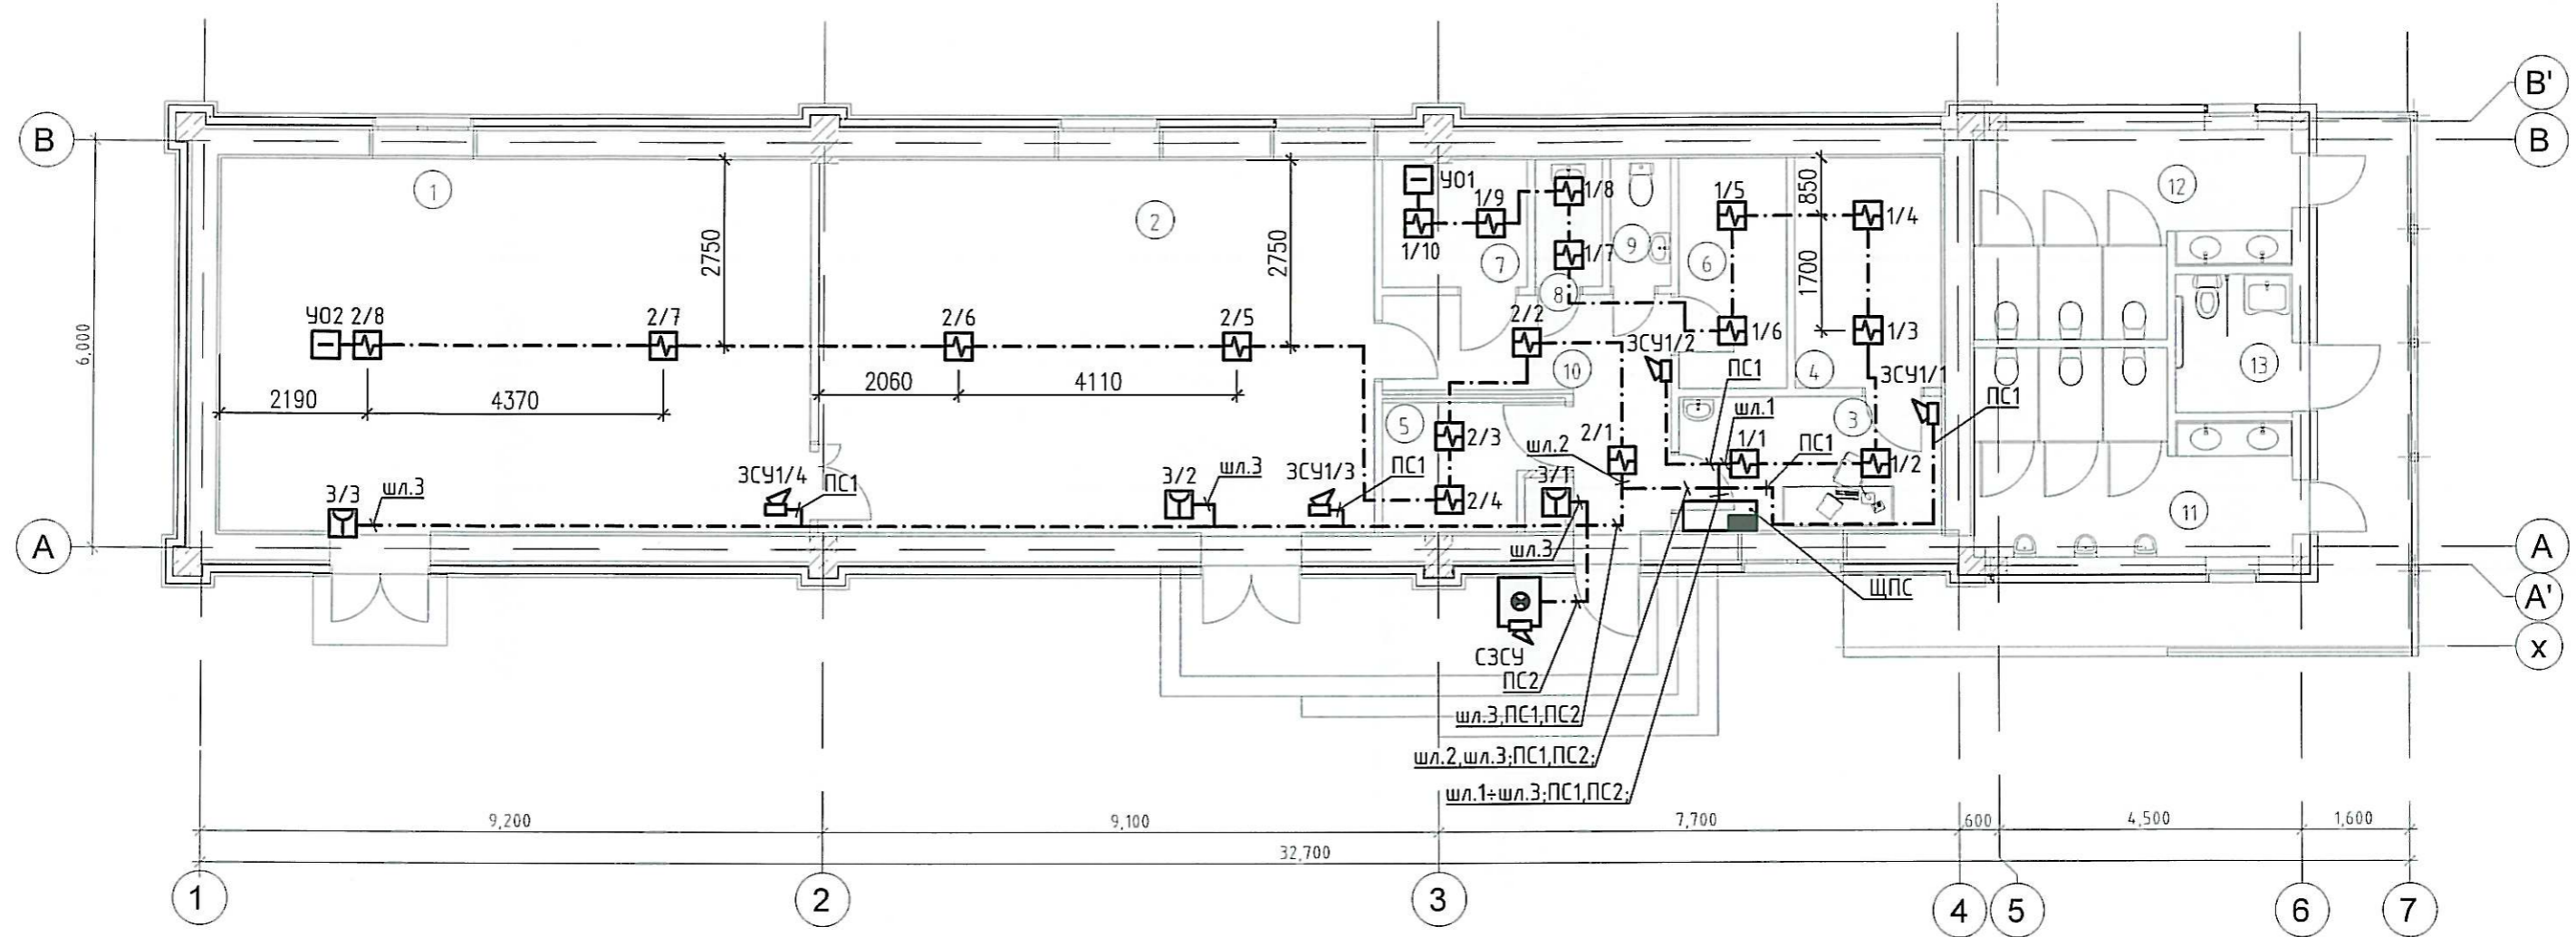 В'
В
В
1
2
850
УО1
1/9
1/8
1/5
1/4
12
1/10
7
1/7
9
6
2750
2750
1700
8
6,000
УО2
2/8
2/7
2/6
2/5
2/2
1/6
1/3
ЗСУ1/2
10
ПС1
4
ЗСУ1/1
ПС1
13
2060
4110
2190
4370
5
2/3
2/1
шл.1
3
шл.2
1/1
ПС1
1/2
3/3
шл.3
ЗСУ1/4
ПС1
3/2
шл.3
ЗСУ1/3
ПС1
2/4
3/1
11
А
шл.3
А
ЩПС
А'
СЗСУ
х
ПС2
шл.3,ПС1,ПС2
шл.2,шл.3;ПС1,ПС2;
шл.1÷шл.3;ПС1,ПС2;
9,200
9,100
7,700
600
4,500
1,600
32,700
1
2
3
4
5
6
7